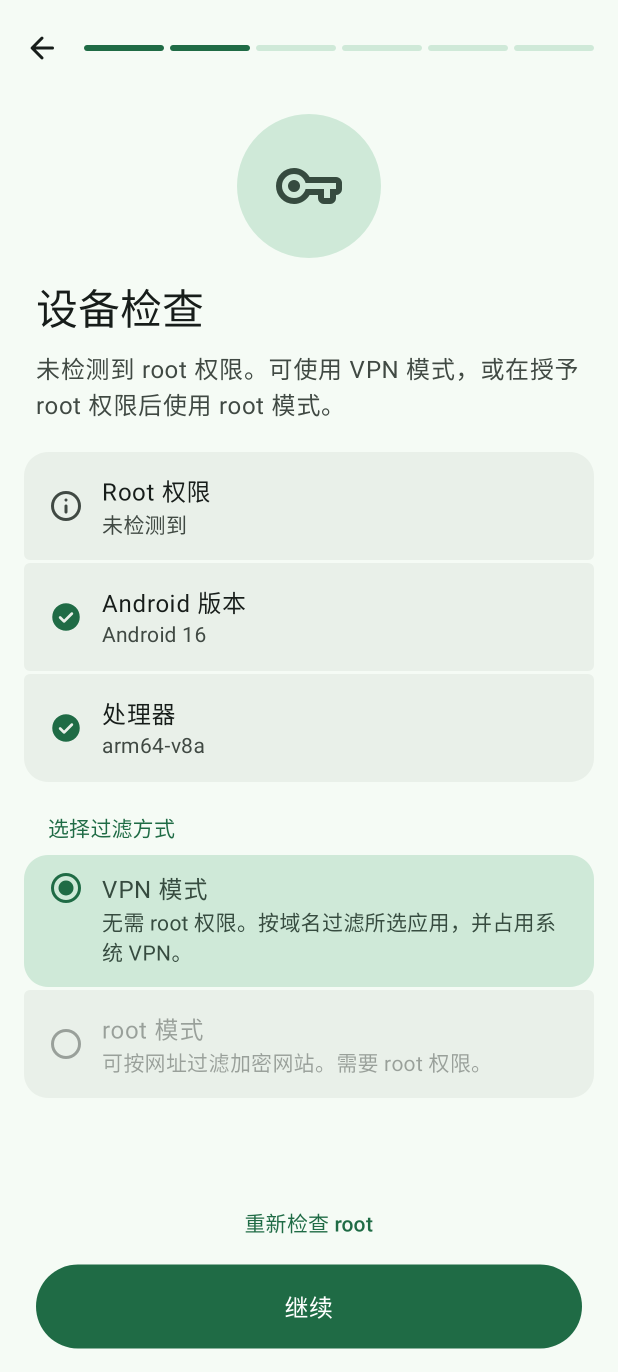 设备检查
未检测到 root 权限。可使用 VPN 模式，或在授予
root 权限后使用 root 模式。
Root 权限
未检测到
Android 版本
Android 16
处理器
arm64-v8a
选择过滤方式
VPN 模式
无需 root 权限。按域名过滤所选应用，并占用系
统 VPN。
root 模式
可按网址过滤加密网站。需要 root 权限。
重新检查 root
继续